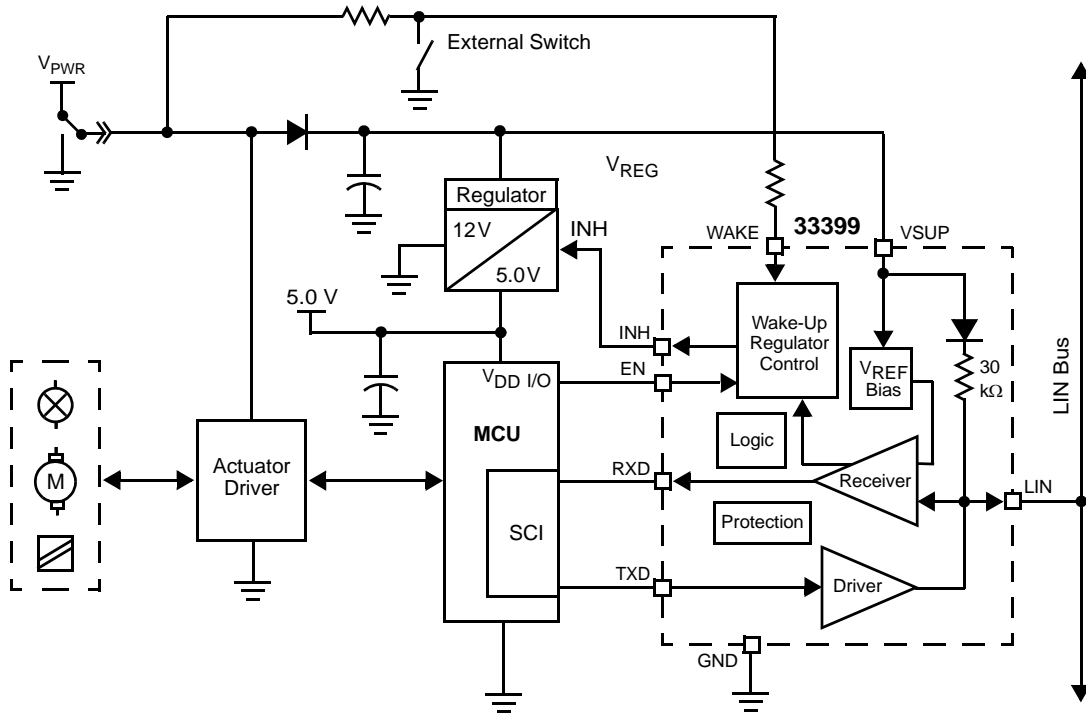 External Switch
VPWR
VREG
Regulator
12V
5.0V
INH
WAKE
33399
VSUP
5.0 V
INH
EN
Wake-Up
Regulator
Control
VREF
Bias
30
kΩ
LIN Bus
VDD I/O
MCU
Logic
M
Actuator
Driver
RXD
Receiver
LIN
SCI
Protection
TXD
Driver
GND